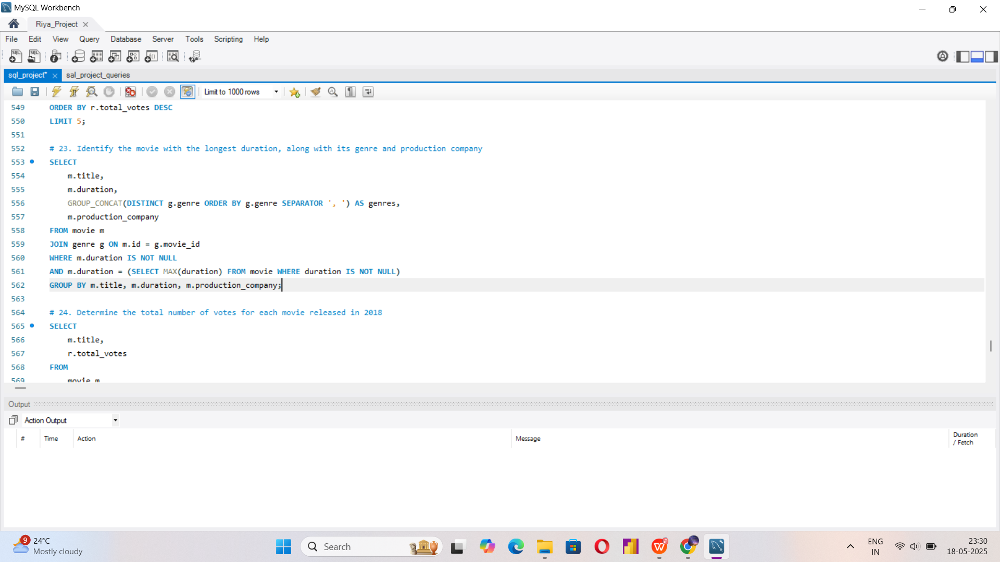 MySQL Workbench
Riya_Project
File Edit View Query Database Server Tools Scripting Help
sql_project* sal_project_queries
Limit to 1000 rows
549 ORDER BY r.total_votes DESC
550 LIMIT 5;
551
552 # 23. Identify the movie with the longest duration, along with its genre and production company
553 SELECT
554 m.title,
555 m.duration,
556 GROUP_CONCAT(DISTINCT g.genre ORDER BY g.genre SEPARATOR ', ') AS genres,
557 m.production_company
558 FROM movie m
559 JOIN genre g ON m.id = g.movie_id
560 WHERE m.duration IS NOT NULL
561 AND m.duration = (SELECT MAX(duration) FROM movie WHERE duration IS NOT NULL)
562 GROUP BY m.title, m.duration, m.production_company;
563
564 # 24. Determine the total number of votes for each movie released in 2018
565 SELECT
566 m.title,
567 r.total_votes
568 FROM
569 movie m
Output
Action Output
# Time Action Message Duration / Fetch
9 24°C
Mostly cloudy
Search
ENG
IN
23:30
18-05-2025